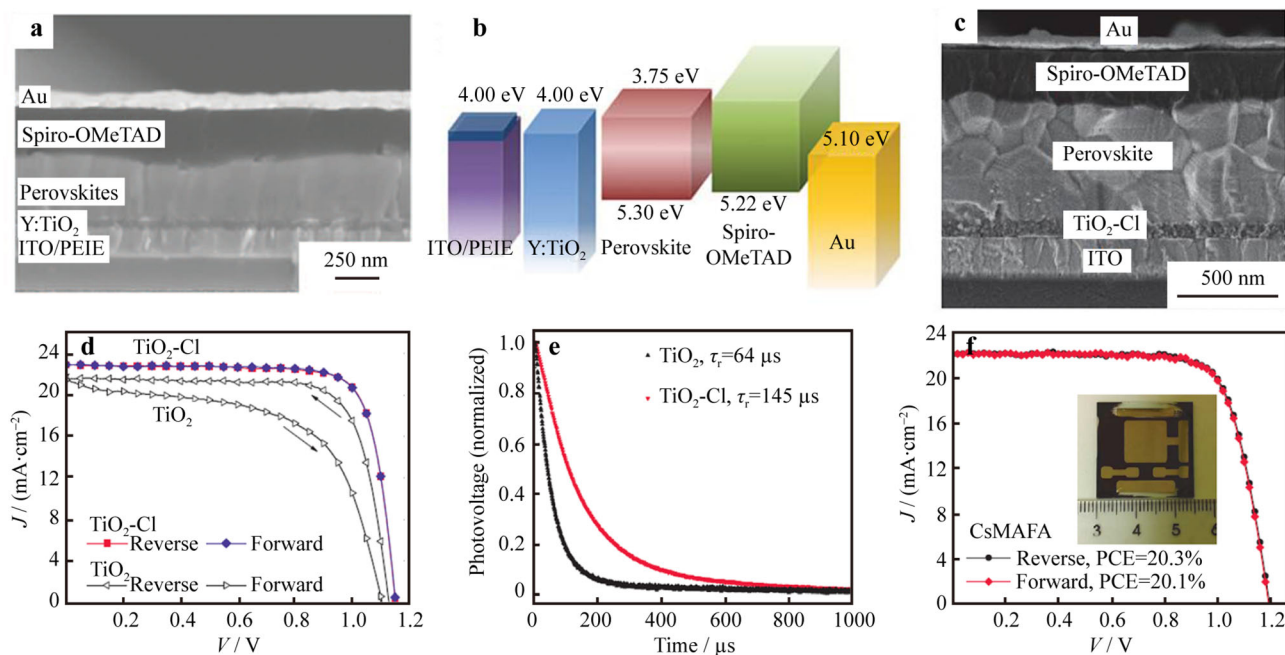 a
Au
Spiro-OMeTAD
Perovskites
Y:TiO₂
ITO/PEIE
250 nm
b
4.00 eV
4.00 eV
3.75 eV
5.10 eV
5.30 eV
5.22 eV
ITO/PEIE
Y:TiO₂
Perovskite
Spiro-
OMeTAD
Au
c
Au
Spiro-OMeTAD
Perovskite
TiO₂-Cl
ITO
500 nm
d
TiO₂-Cl
TiO₂
TiO₂-Cl
Reverse Forward
TiO₂
Reverse Forward
J / (mA·cm⁻²)
24
20
16
12
8
4
0
0.2 0.4 0.6 0.8 1.0 1.2
V / V
e
TiO₂, τᵣ=64 µs
TiO₂-Cl, τᵣ=145 µs
Photovoltage (normalized)
1.0
0.8
0.6
0.4
0.2
0
0 200 400 600 800 1000
Time / µs
f
J / (mA·cm⁻²)
24
20
16
12
8
4
0
3 4 5 6
CsMAFA
Reverse, PCE=20.3%
Forward, PCE=20.1%
0.2 0.4 0.6 0.8 1.0 1.2
V / V